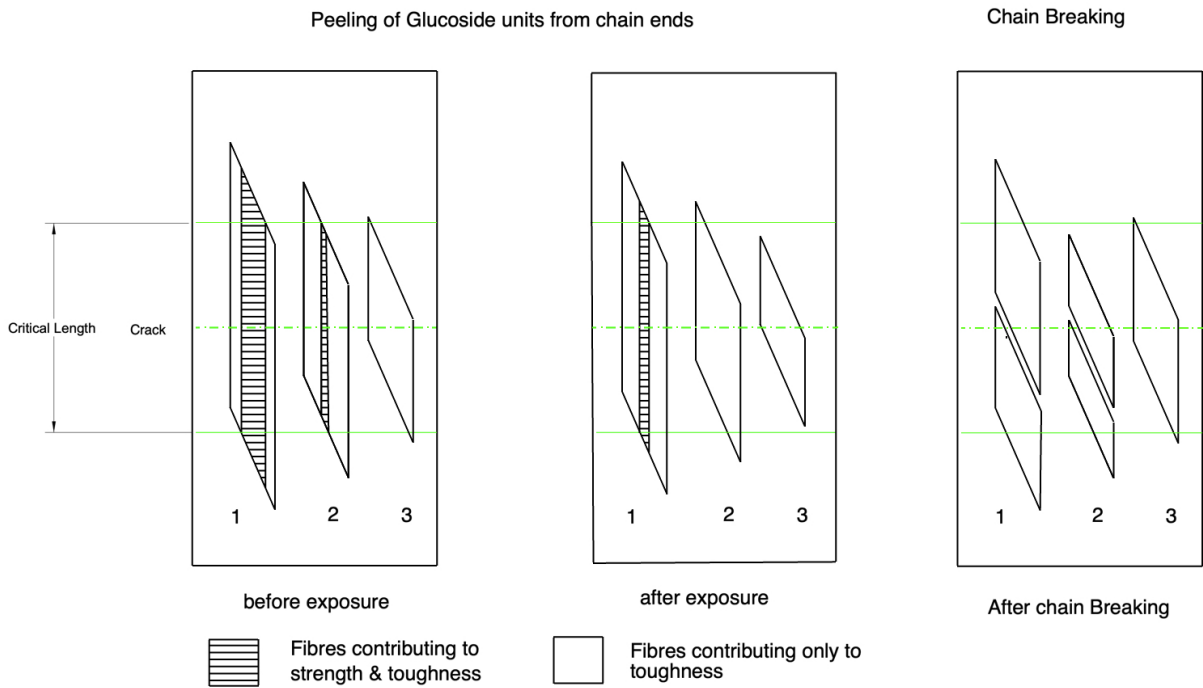 Peeling of Glucoside units from chain ends
Chain Breaking
Critical Length
Crack
1 2 3
1 2 3
1 2 3
before exposure
after exposure
After chain Breaking
Fibres contributing to
strength & toughness
Fibres contributing only to
toughness